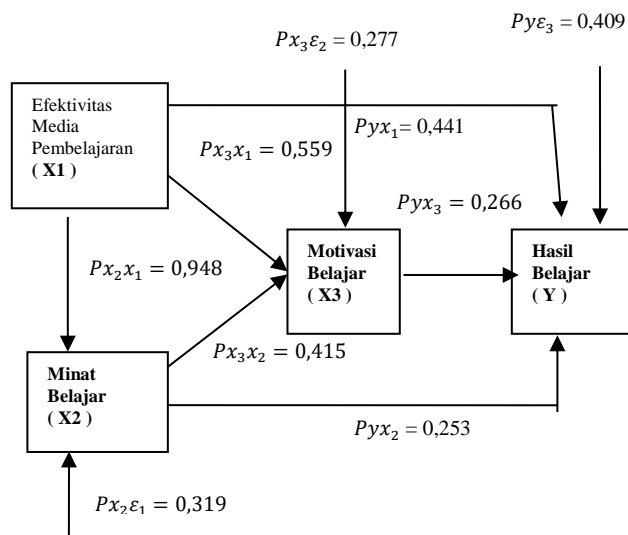 𝑃𝑦𝜀₃ = 0,409
𝑃𝑥₃𝜀₂ = 0,277
Efektivitas
Media
Pembelajaran
( X1 )
𝑃𝑦𝑥₁= 0,441
𝑃𝑥₃𝑥₁ = 0,559
𝑃𝑦𝑥₃ = 0,266
Motivasi
Belajar
( X3 )
Hasil
Belajar
( Y )
𝑃𝑥₂𝑥₁ = 0,948
𝑃𝑥₃𝑥₂ = 0,415
Minat
Belajar
( X2 )
𝑃𝑦𝑥₂ = 0,253
𝑃𝑥₂𝜀₁ = 0,319